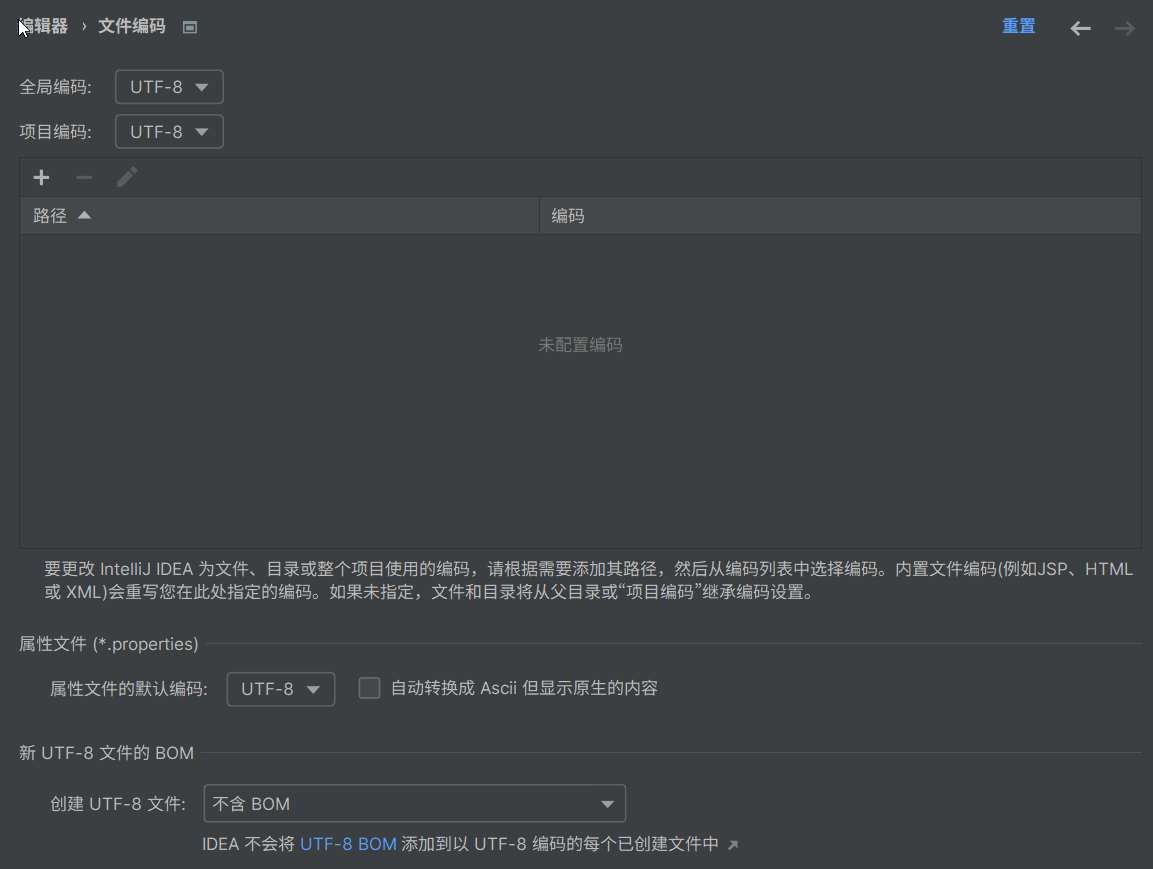 编辑器 › 文件编码 重置
全局编码: UTF-8
项目编码: UTF-8
路径 编码
未配置编码
要更改 IntelliJ IDEA 为文件、目录或整个项目使用的编码，请根据需要添加其路径，然后从编码列表中选择编码。内置文件编码(例如JSP、HTML
或 XML)会重写您在此处指定的编码。如果未指定，文件和目录将从父目录或“项目编码”继承编码设置。
属性文件 (*.properties)
属性文件的默认编码: UTF-8 自动转换成 Ascii 但显示原生的内容
新 UTF-8 文件的 BOM
创建 UTF-8 文件: 不含 BOM
IDEA 不会将 UTF-8 BOM 添加到以 UTF-8 编码的每个已创建文件中